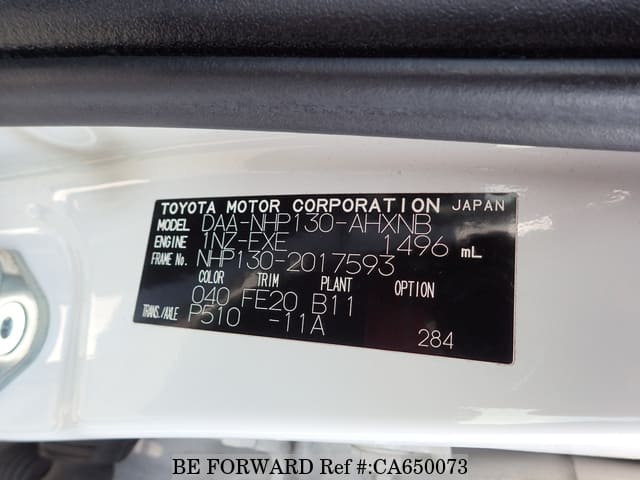 TOYOTA MOTOR CORPORATION JAPAN
MODEL DAA-NHP130-AHXNB
ENGINE 1NZ-FXE 1496 mL
FRAME No. NHP130-2017593
COLOR TRIM PLANT OPTION
040 FE20 B11
TRANS./AXLE P510 -11A
284
BE FORWARD Ref #:CA650073